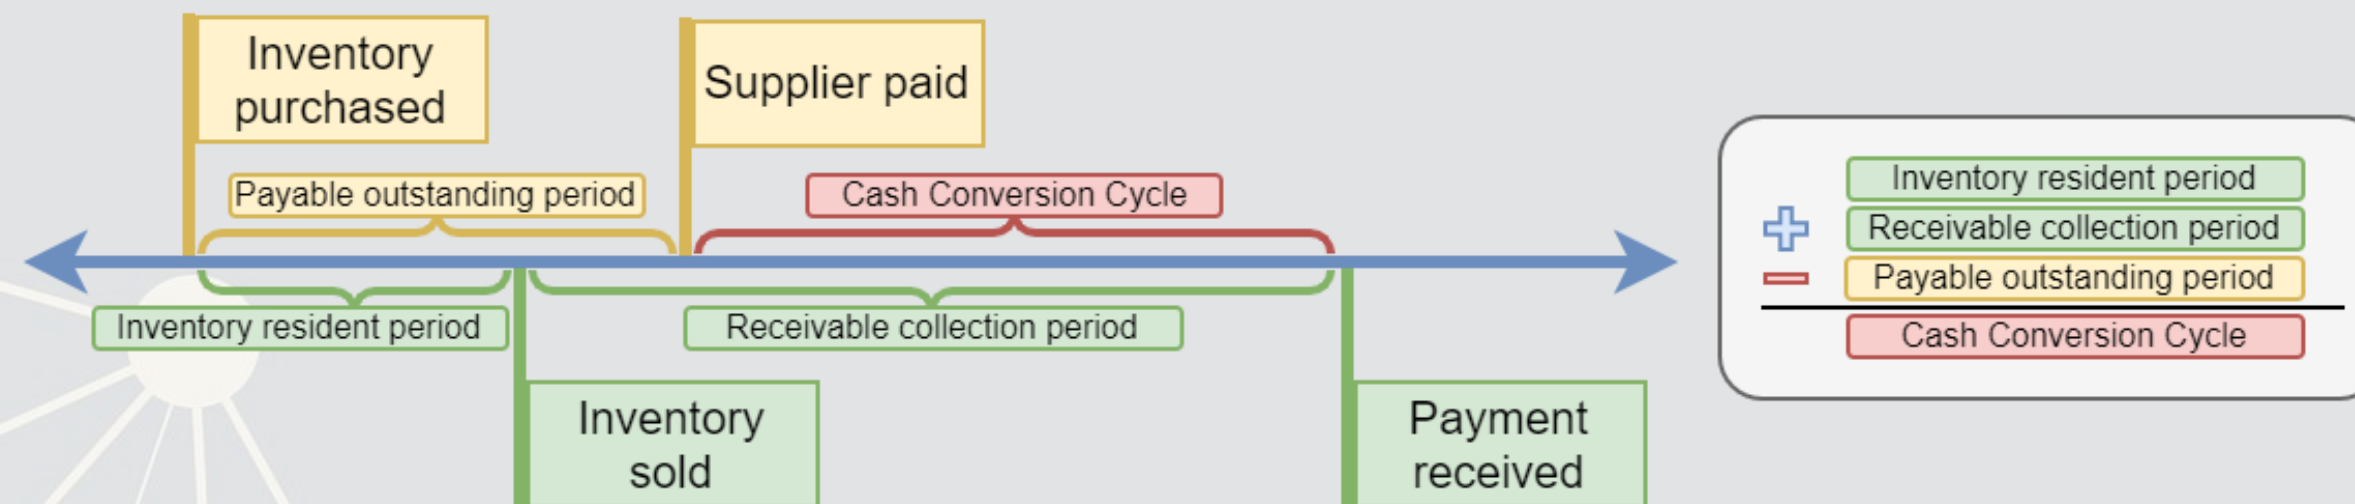 Inventory
purchased
Supplier paid
Payable outstanding period
Cash Conversion Cycle
Inventory resident period
Receivable collection period
Inventory
sold
Payment
received
Inventory resident period
Receivable collection period
Payable outstanding period
Cash Conversion Cycle